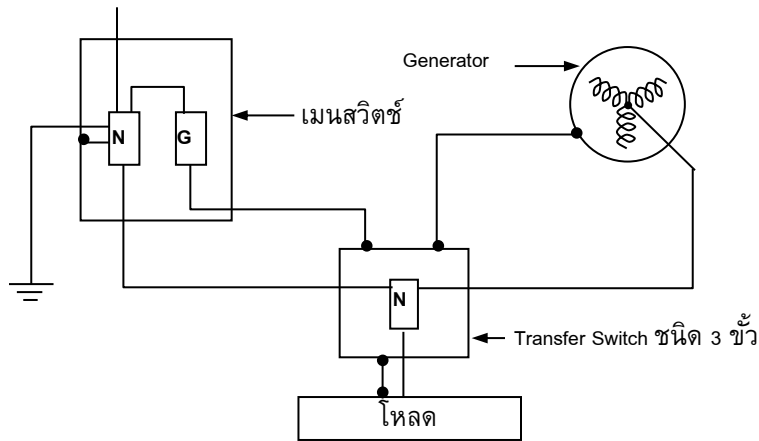 Generator
เมนสวิตช์
N
G
N
Transfer Switch ชนิด 3 ขั้ว
โหลด